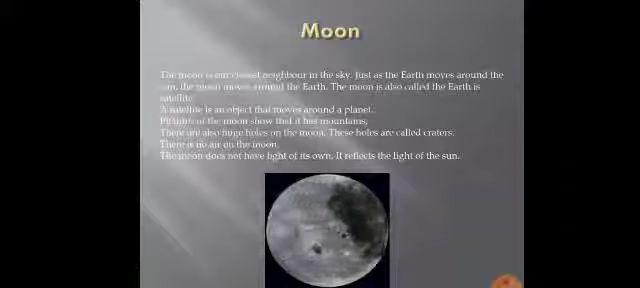 Moon
The moon is our closest neighbour in the sky. Just as the Earth moves around the
sun, the moon moves around the Earth. The moon is also called the Earth is
satellite.
A satellite is an object that moves around a planet.
Pictures of the moon show that it has mountains,
There are also huge holes on the moon. These holes are called craters.
There is no air on the moon.
The moon does not have light of its own. It reflects the light of the sun.